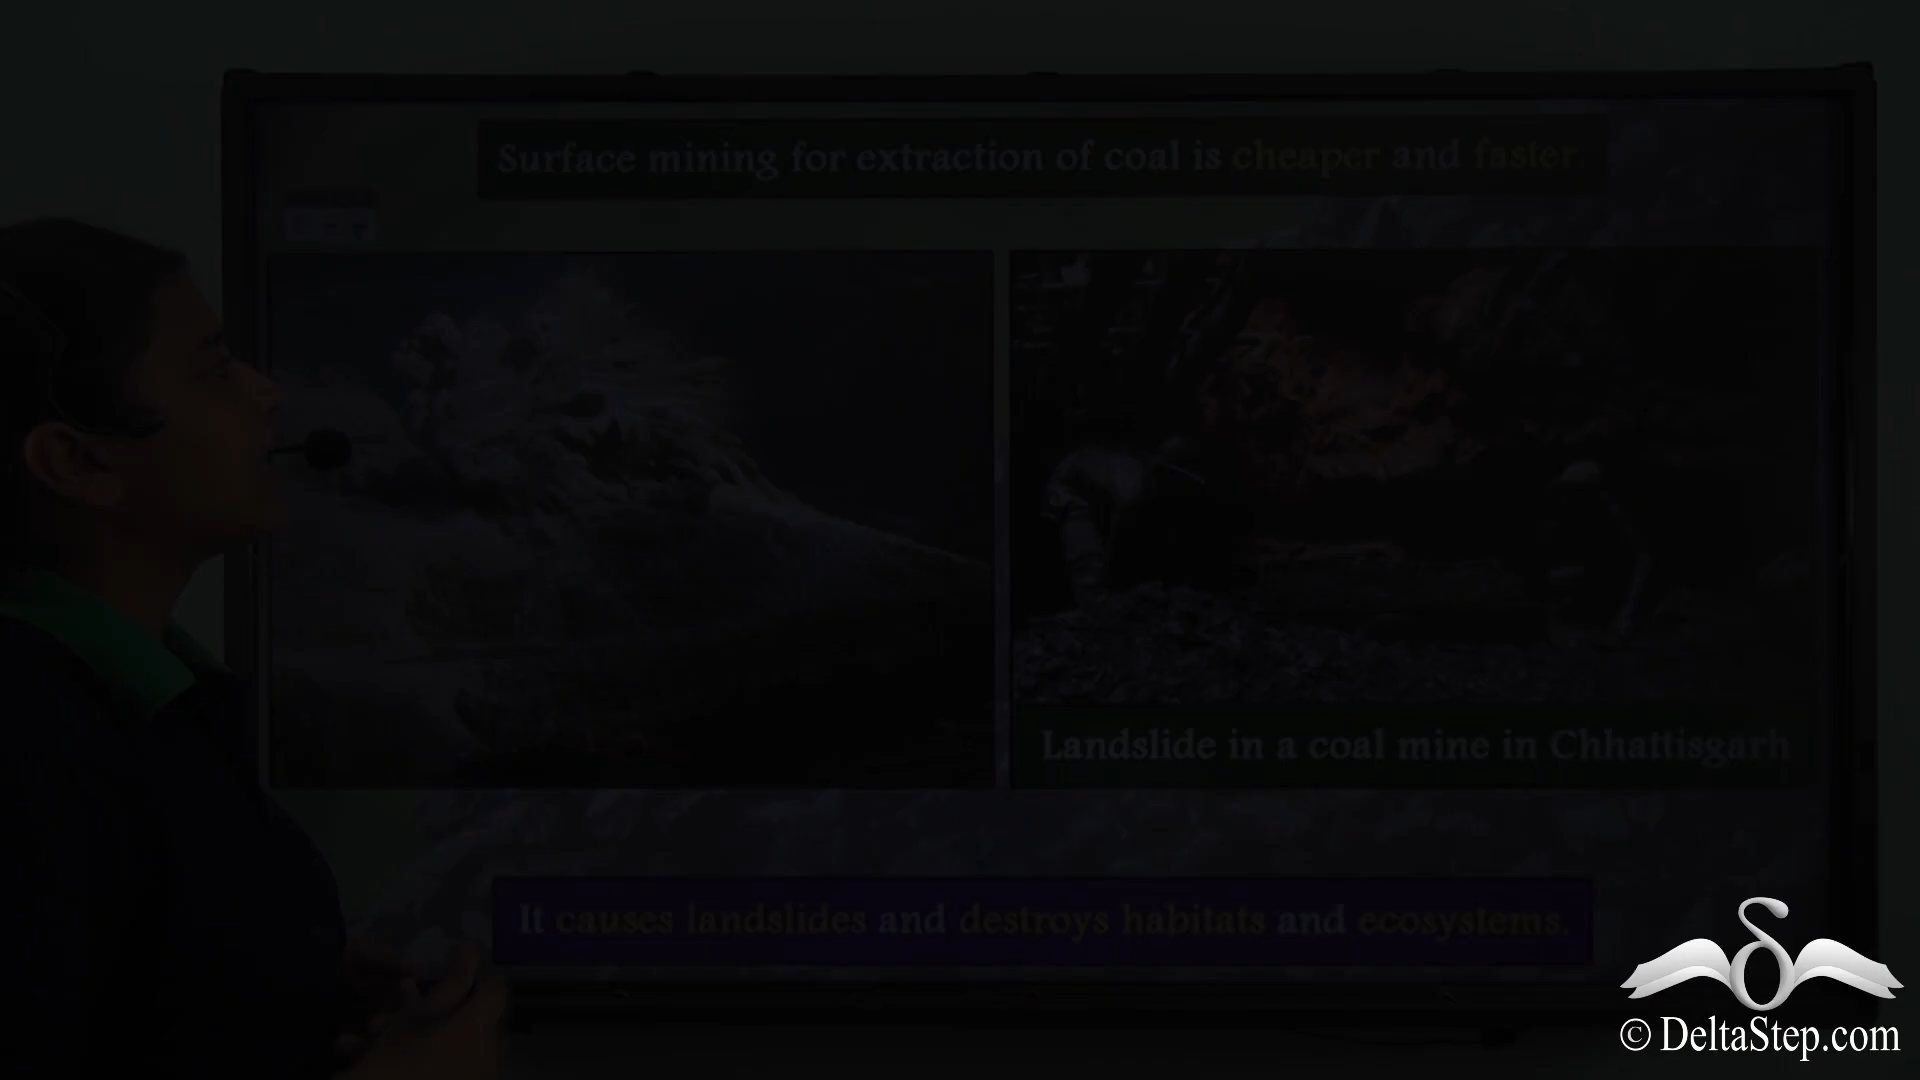 Surface mining for extraction of coal is cheaper and faster.
Landslide in a coal mine in Chhattisgarh
It causes landslides and destroys habitats and ecosystems.
© DeltaStep.com